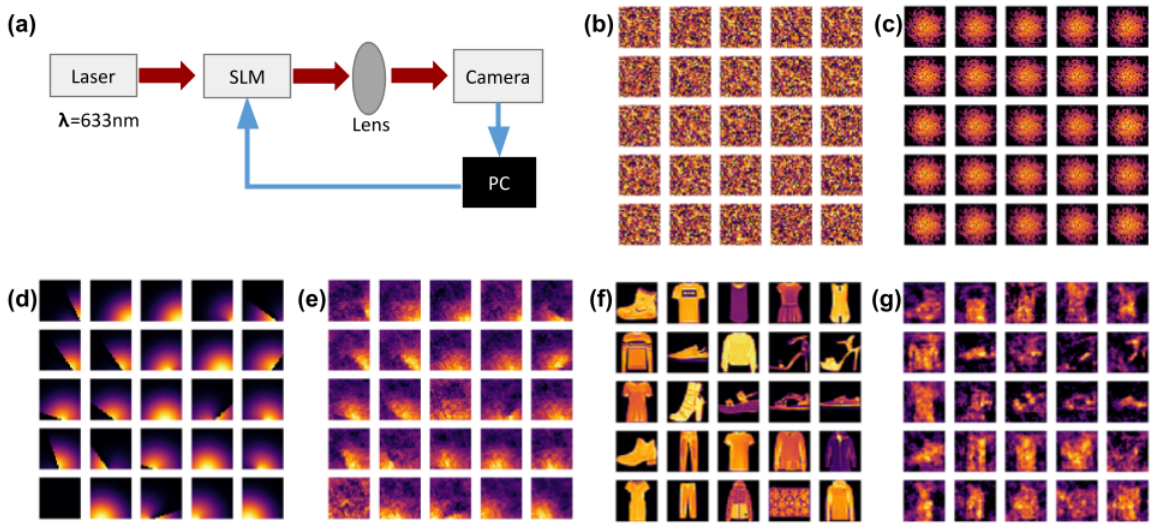 (a)
Laser
SLM
Camera
λ=633nm
Lens
PC
(b)
(c)
(d)
(e)
(f)
(g)